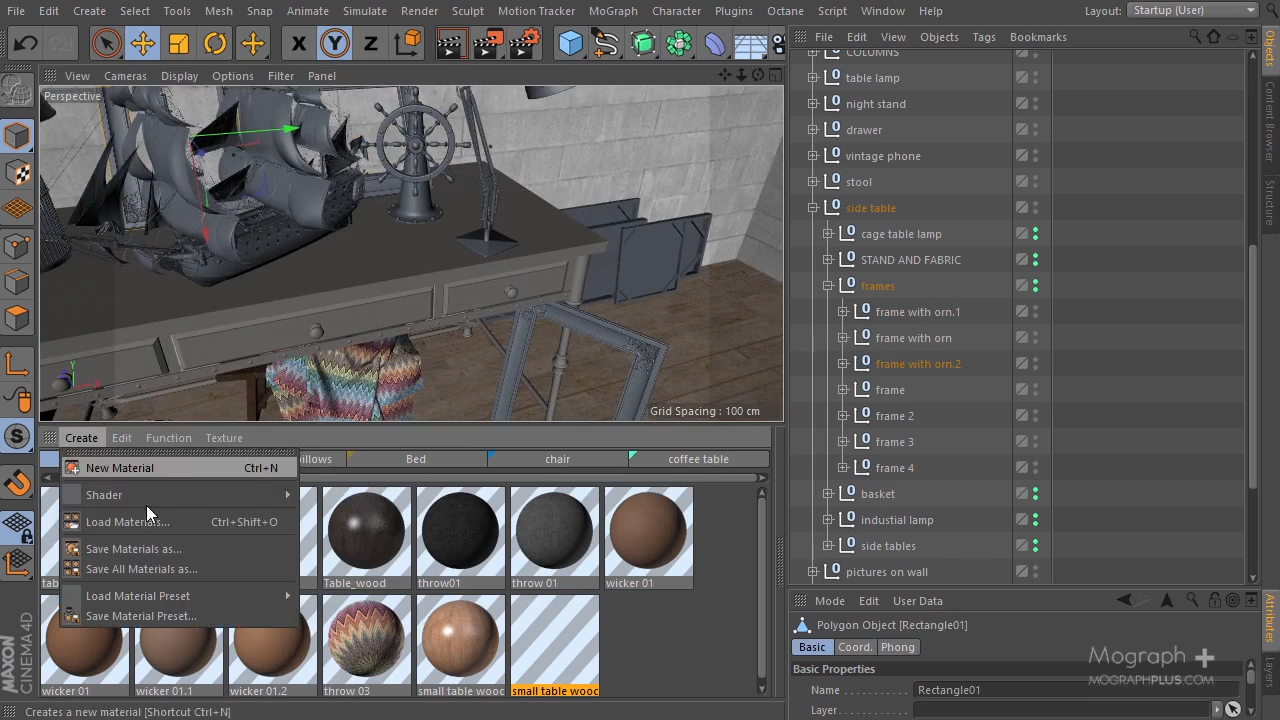 File Edit Create Select Tools Mesh Snap Animate Simulate Render Sculpt Motion Tracker MoGraph Character Plugins Octane Script Window Help Layout: Startup (User)
X Y Z
File Edit View Objects Tags Bookmarks
View Cameras Display Options Filter Panel
Perspective
COLUMNS
table lamp
night stand
drawer
vintage phone
stool
side table
cage table lamp
STAND AND FABRIC
frames
frame with orn.1
frame with orn
frame with orn.2
frame
frame 2
frame 3
frame 4
basket
industial lamp
side tables
pictures on wall
Objects
Content Browser
Structure
Y
Grid Spacing : 100 cm
Create Edit Function Texture
illows Bed chair coffee table
New Material Ctrl+N
Shader
Load Materials... Ctrl+Shift+O
Save Materials as...
Save All Materials as...
Load Material Preset
Save Material Preset...
tab Table_wood throw01 throw 01 wicker 01
wicker 01 wicker 01.1 wicker 01.2 throw 03 small table wood small table wood
Mode Edit User Data
Polygon Object [Rectangle01]
Basic Coord. Phong
Basic Properties
Name Rectangle01
Layer
Attributes
Layers
Mograph +
MOGRAPHPLUS.COM
MAXON
CINEMA 4D
Creates a new material [Shortcut Ctrl+N]